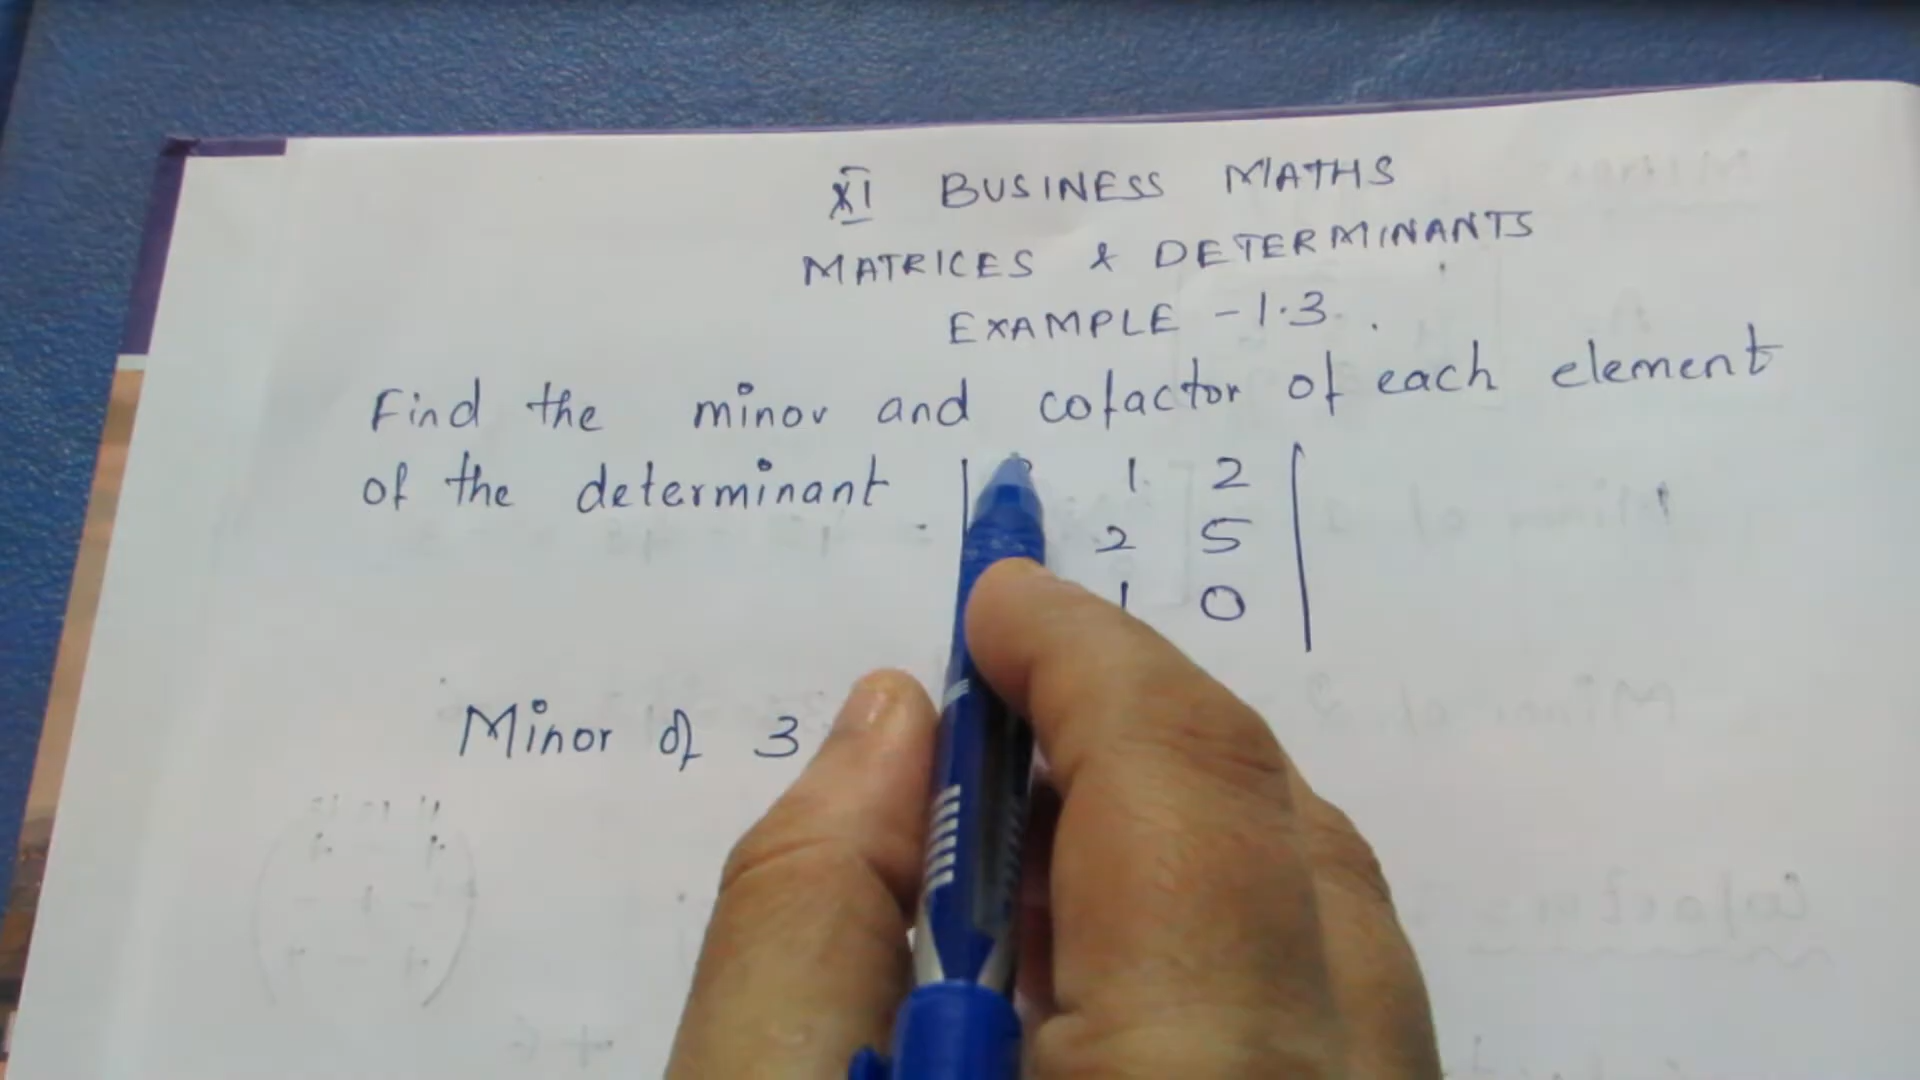 XI BUSINESS MATHS
MATRICES & DETERMINANTS
EXAMPLE - 1.3.
Find the minor and cofactor of each element
of the determinant 1 2
2 5
1 0
Minor of 3